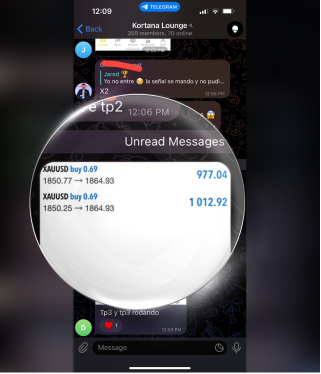 12:09
TELEGRAM
Back
Kortana Lounge
359 members, 70 online
J
Jared 🏆
Yo no entre 😥 la señal se mando y no pudi...
X2
12:06 PM
e tp2 12:06 PM
Unread Messages
XAUUSD buy 0.69
1850.77 → 1864.93
977.04
XAUUSD buy 0.69
1850.25 → 1864.93
1 012.92
Tp3 y tp3 rodando
❤️ 1
12:09 PM
D
Message